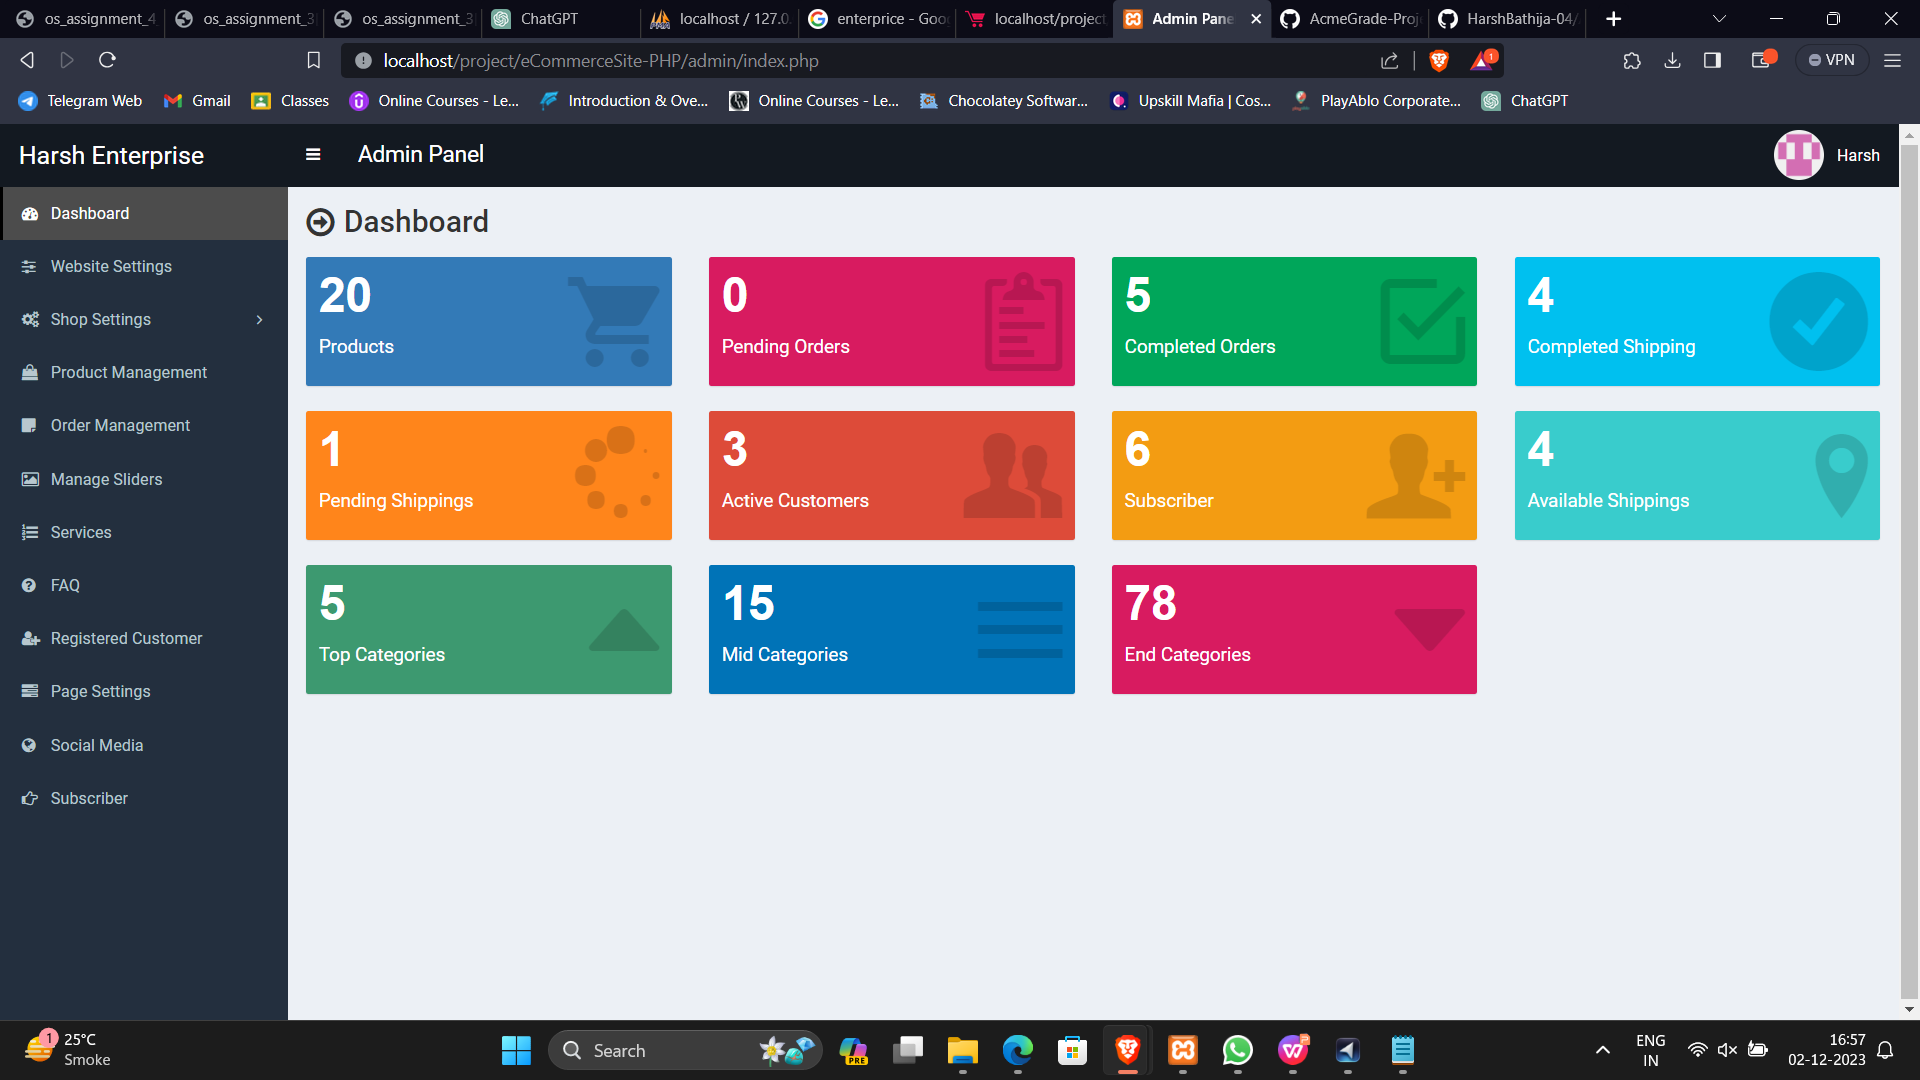 os_assignment_4
os_assignment_3
os_assignment_3
ChatGPT
localhost / 127.0.
enterprice - Goo
localhost/project
Admin Pane
AcmeGrade-Proj
HarshBathija-04/
localhost/project/eCommerceSite-PHP/admin/index.php
1
VPN
Telegram Web
Gmail
Classes
Online Courses - Le...
Introduction & Ove...
Online Courses - Le...
Chocolatey Softwar...
Upskill Mafia | Cos...
PlayAblo Corporate...
ChatGPT
Harsh Enterprise
Admin Panel
Harsh
Dashboard
Website Settings
Shop Settings
Product Management
Order Management
Manage Sliders
Services
FAQ
Registered Customer
Page Settings
Social Media
Subscriber
Dashboard
20
Products
0
Pending Orders
5
Completed Orders
4
Completed Shipping
1
Pending Shippings
3
Active Customers
6
Subscriber
4
Available Shippings
5
Top Categories
15
Mid Categories
78
End Categories
1
25°C
Smoke
Search
PRE
ENG
IN
16:57
02-12-2023